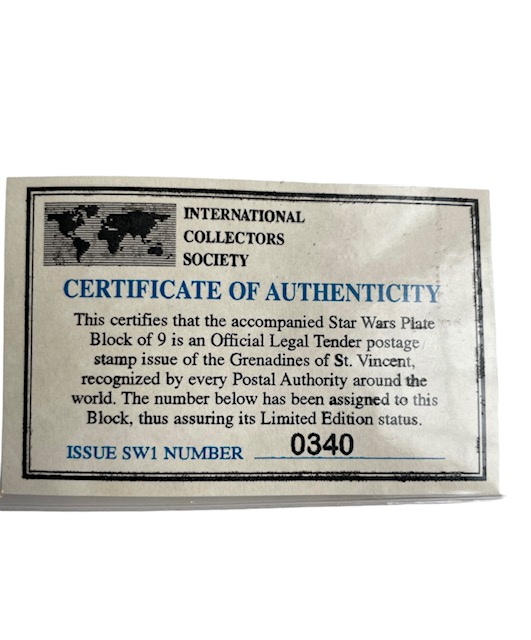 INTERNATIONAL
COLLECTORS
SOCIETY
CERTIFICATE OF AUTHENTICITY
This certifies that the accompanied Star Wars Plate
Block of 9 is an Official Legal Tender postage
stamp issue of the Grenadines of St. Vincent,
recognized by every Postal Authority around the
world. The number below has been assigned to this
Block, thus assuring its Limited Edition status.
ISSUE SW1 NUMBER 0340